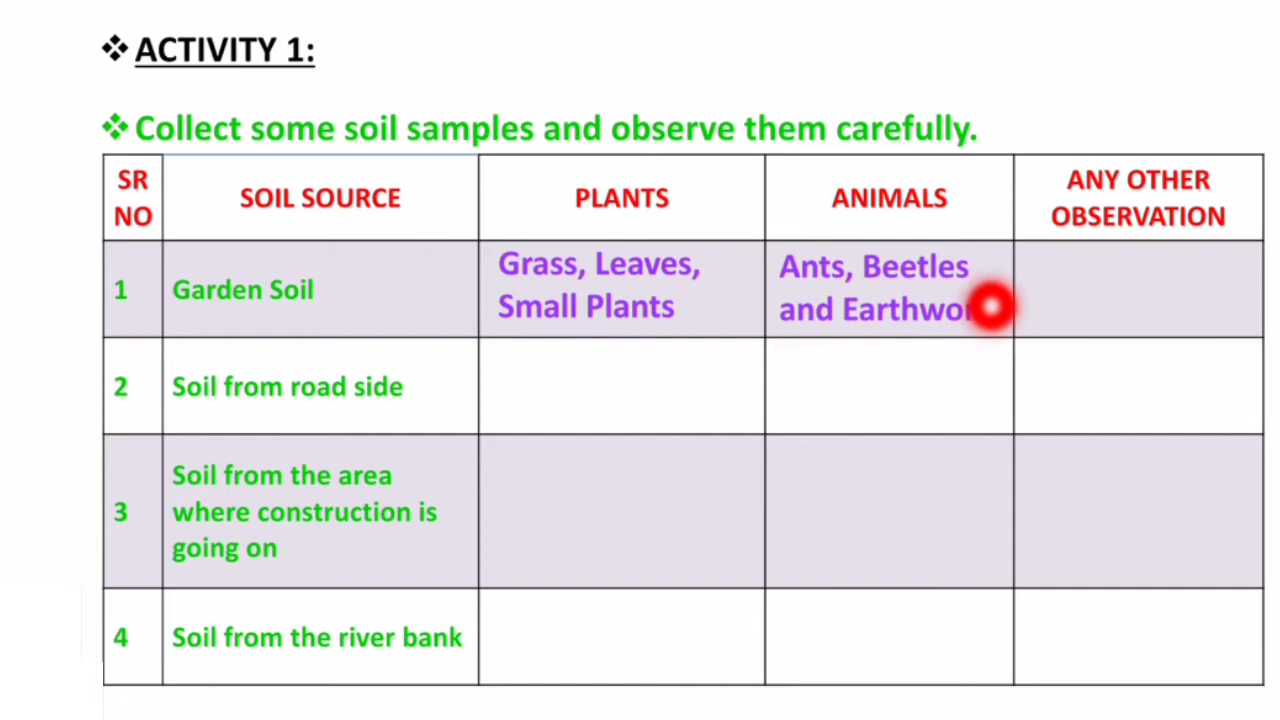 ❖ ACTIVITY 1:
❖ Collect some soil samples and observe them carefully.
SR NO
SOIL SOURCE
PLANTS
ANIMALS
ANY OTHER
OBSERVATION
1
Garden Soil
Grass, Leaves,
Small Plants
Ants, Beetles
and
2
Soil from road side
3
Soil from the area
where construction is
going on
4
Soil from the river bank